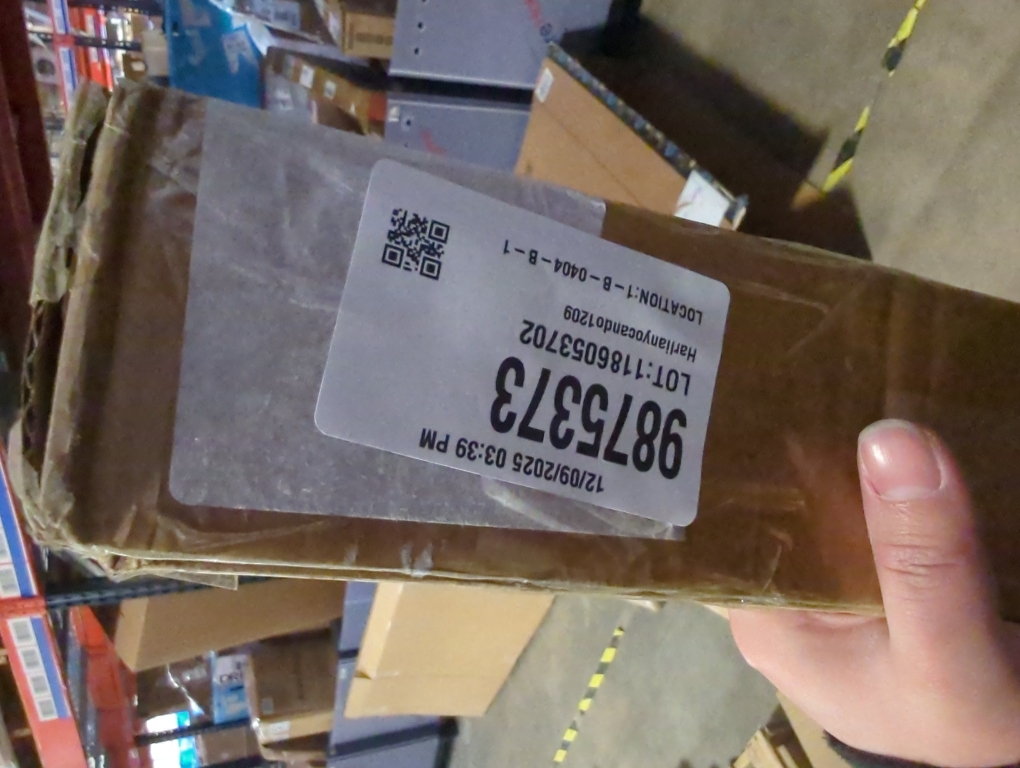 12/09/2025 03:39 PM
9875373
LOT:1186053702
Harlianyocando1209
LOCATION:1-B-0404-B-1